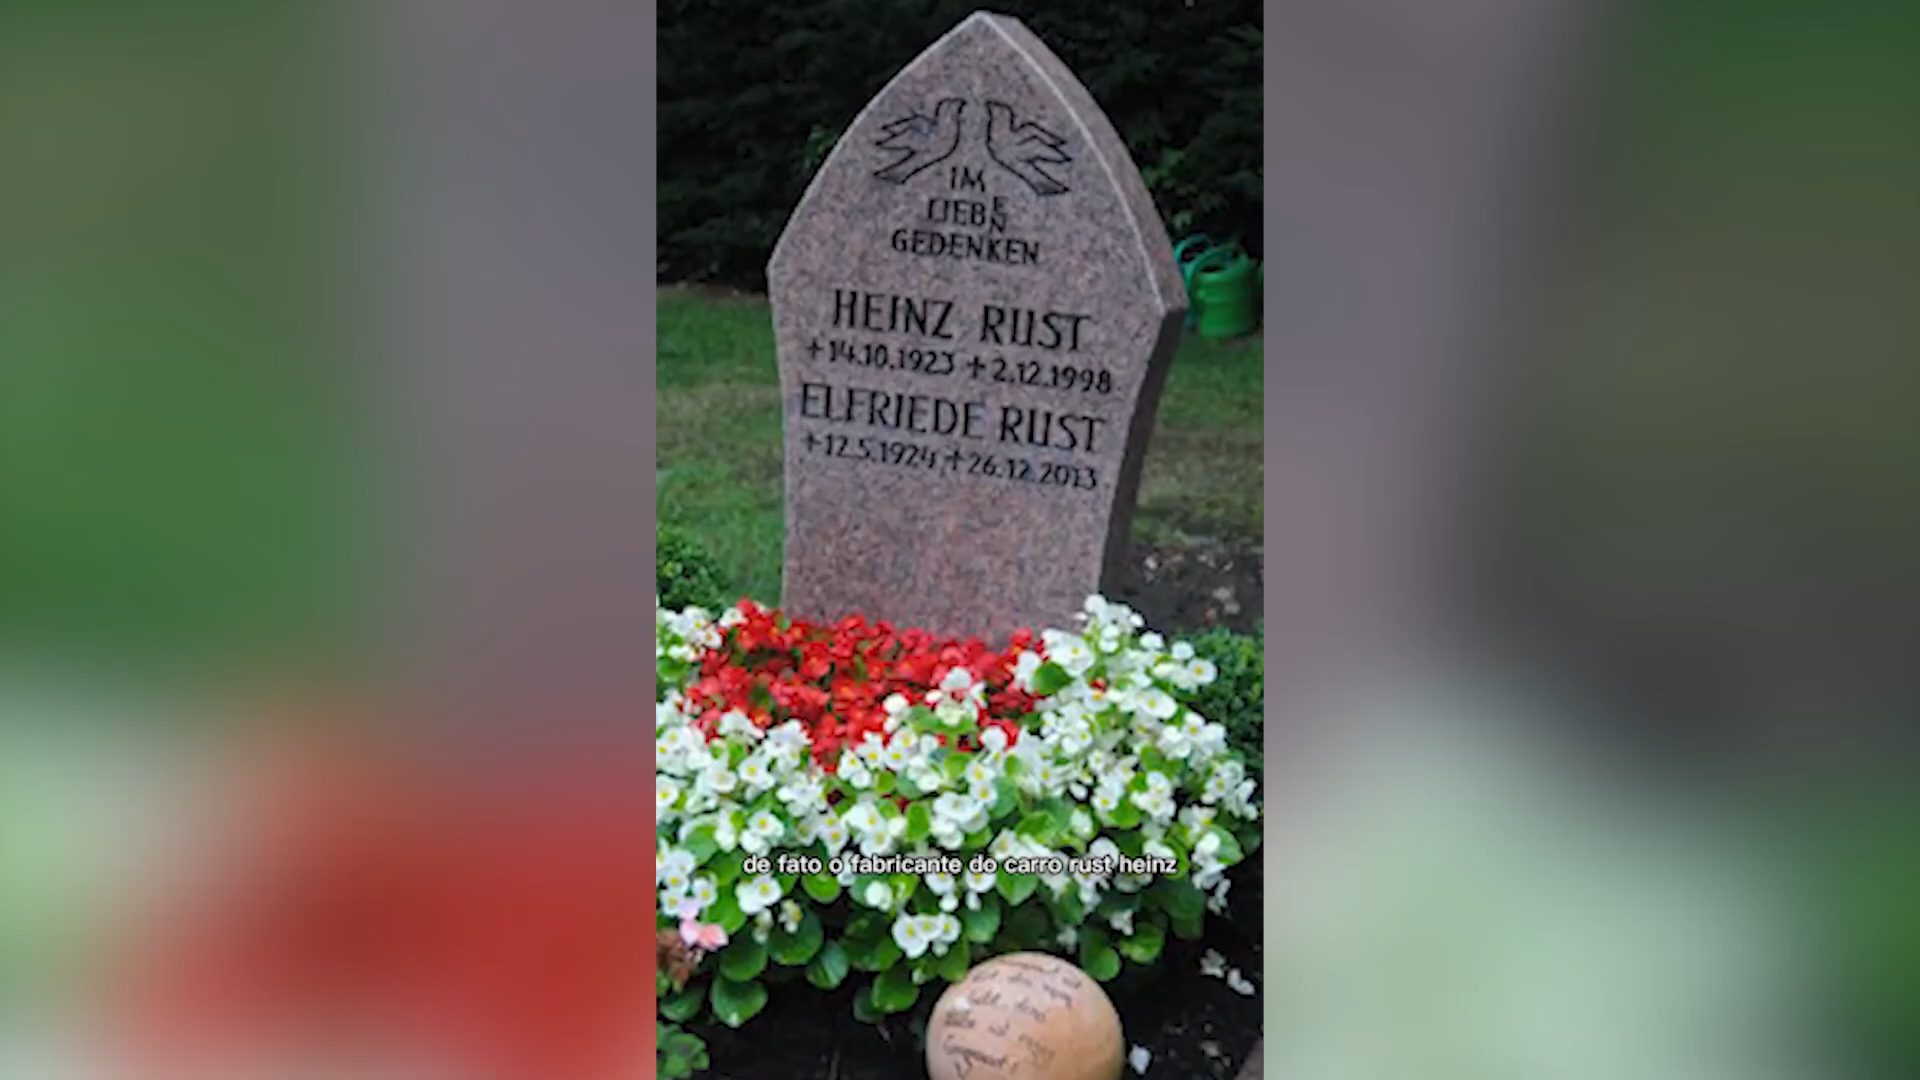 IM
LIEBEN
GEDENKEN
HEINZ RUST
+14.10.1923 +2.12.1998
ELFRIEDE RUST
+12.5.1924 +26.12.2013
de fato o fabricante do carro rust heinz